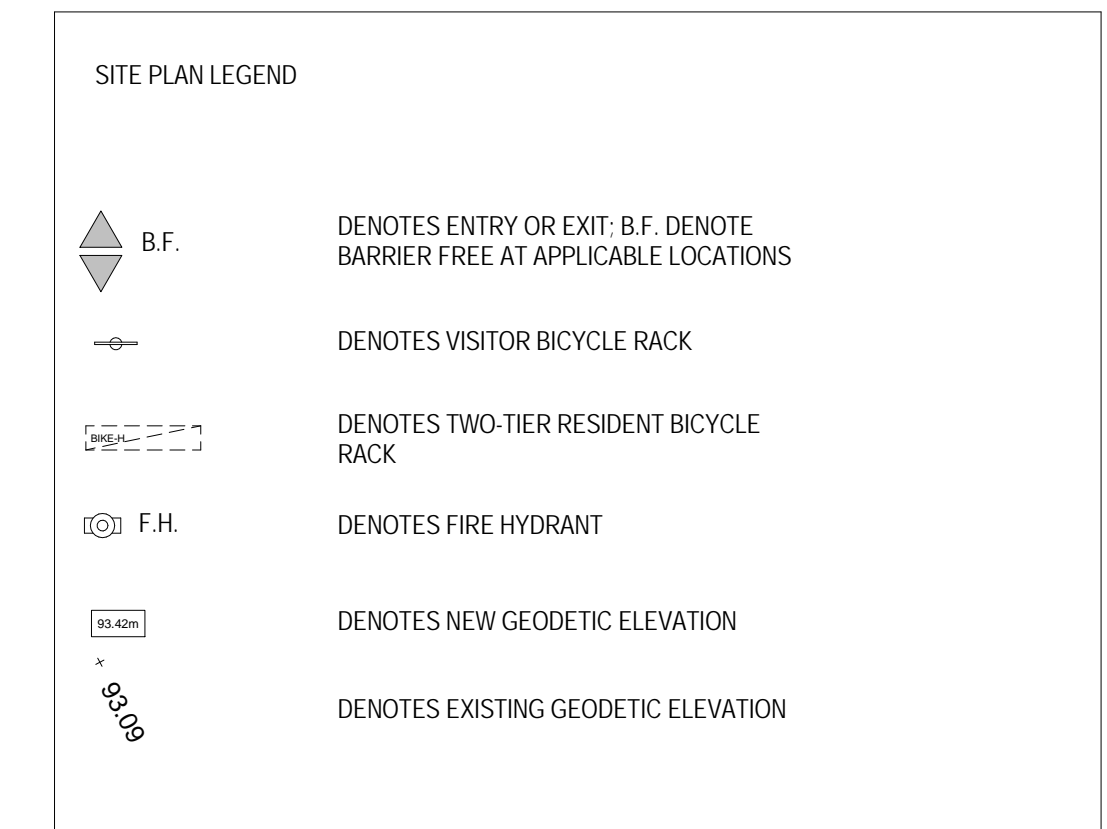 SITE PLAN LEGEND
B.F.
DENOTES ENTRY OR EXIT; B.F. DENOTE
BARRIER FREE AT APPLICABLE LOCATIONS
DENOTES VISITOR BICYCLE RACK
BIKE-H
DENOTES TWO-TIER RESIDENT BICYCLE
RACK
F.H.
DENOTES FIRE HYDRANT
93.42m
DENOTES NEW GEODETIC ELEVATION
93.09
DENOTES EXISTING GEODETIC ELEVATION